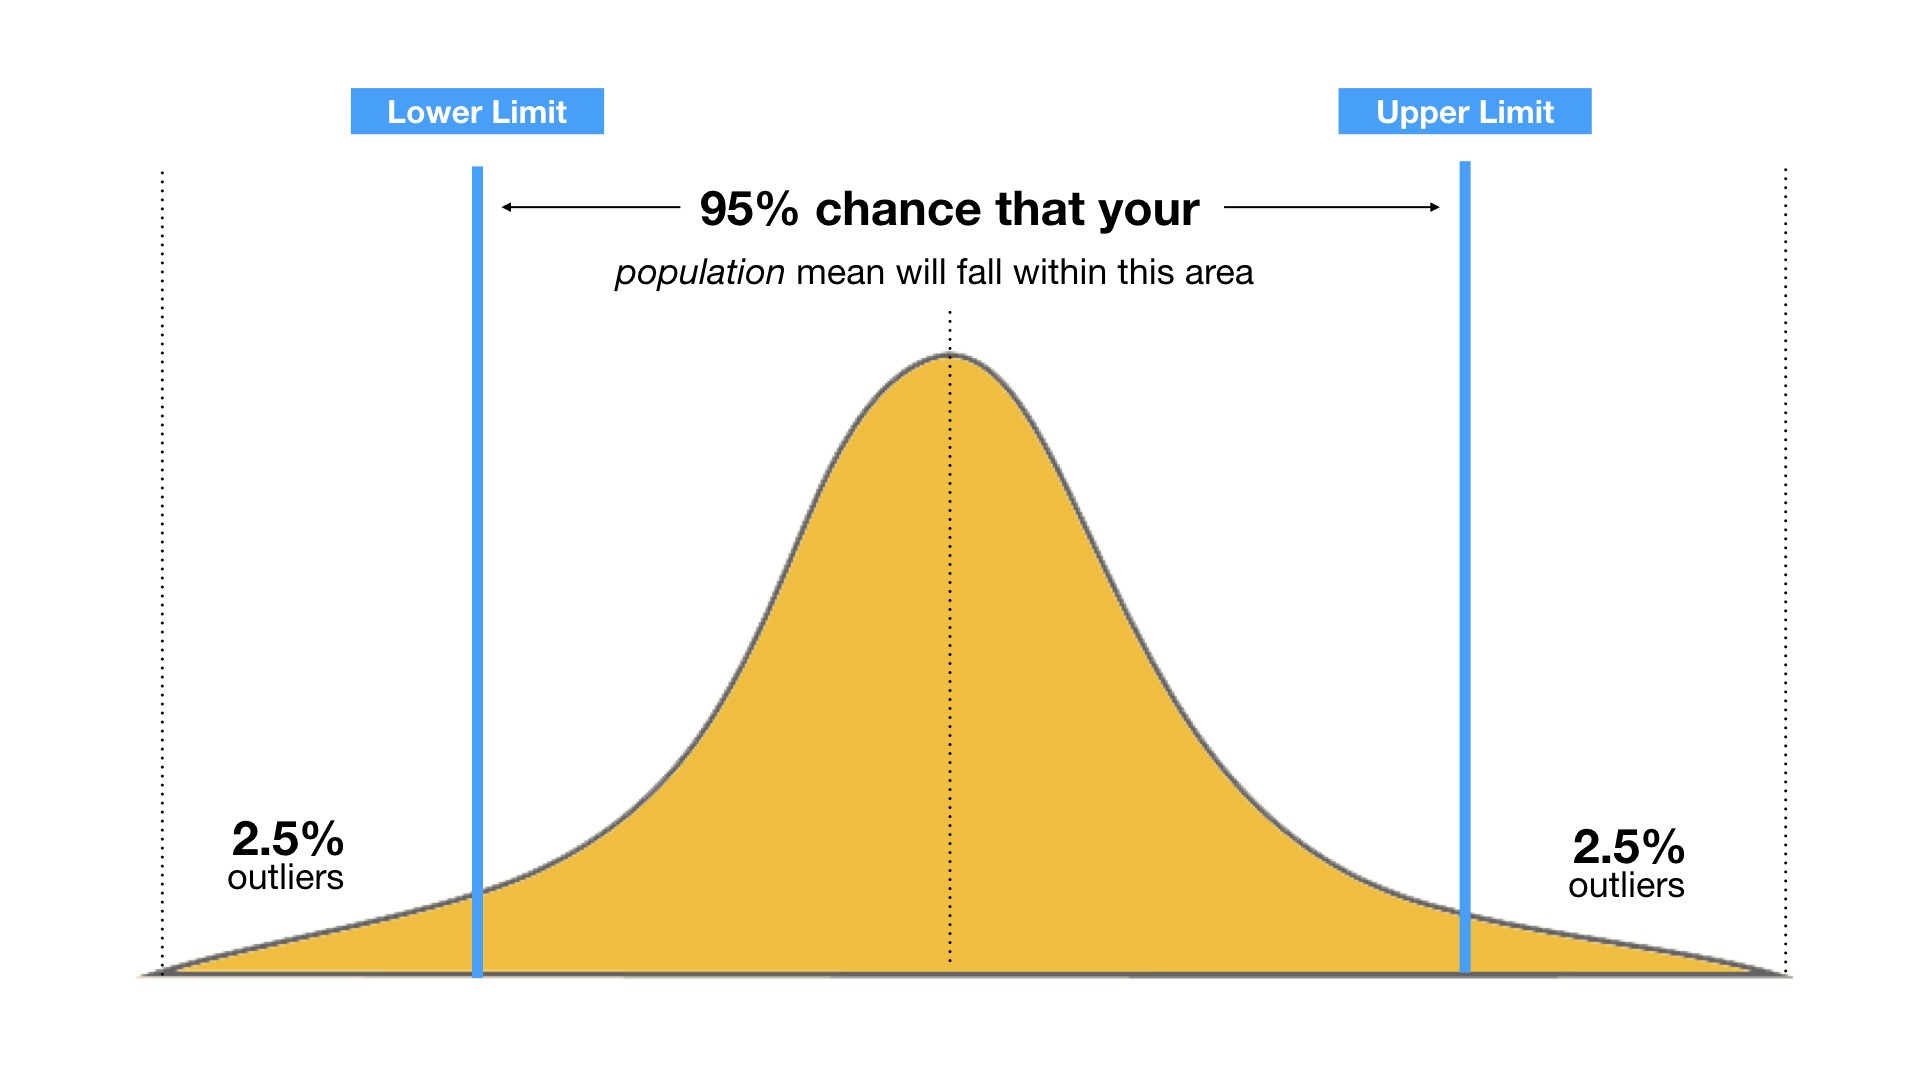 Lower Limit
Upper Limit
95% chance that your
population mean will fall within this area
2.5%
outliers
2.5%
outliers